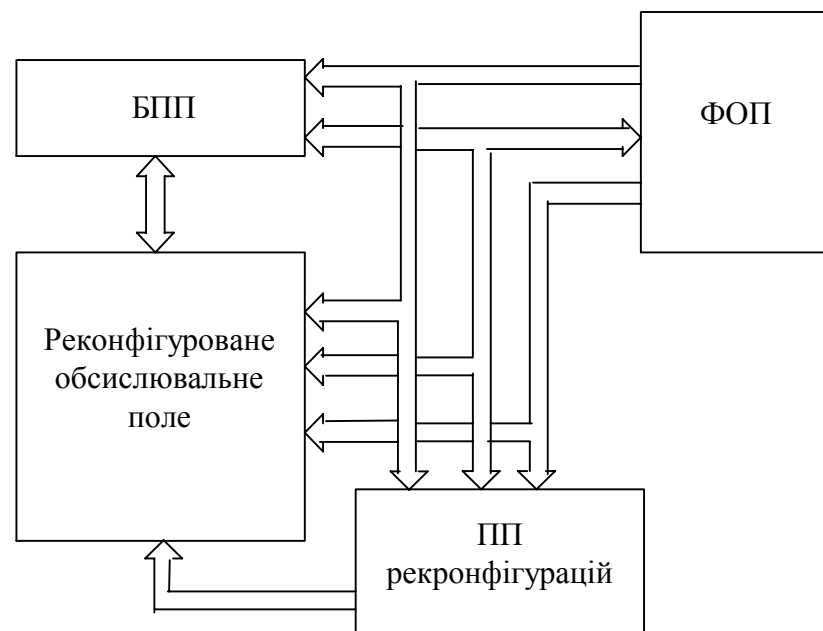 БПП
ФОП
Реконфігуроване
обсислювальне
поле
ПП
рекронфігурацій